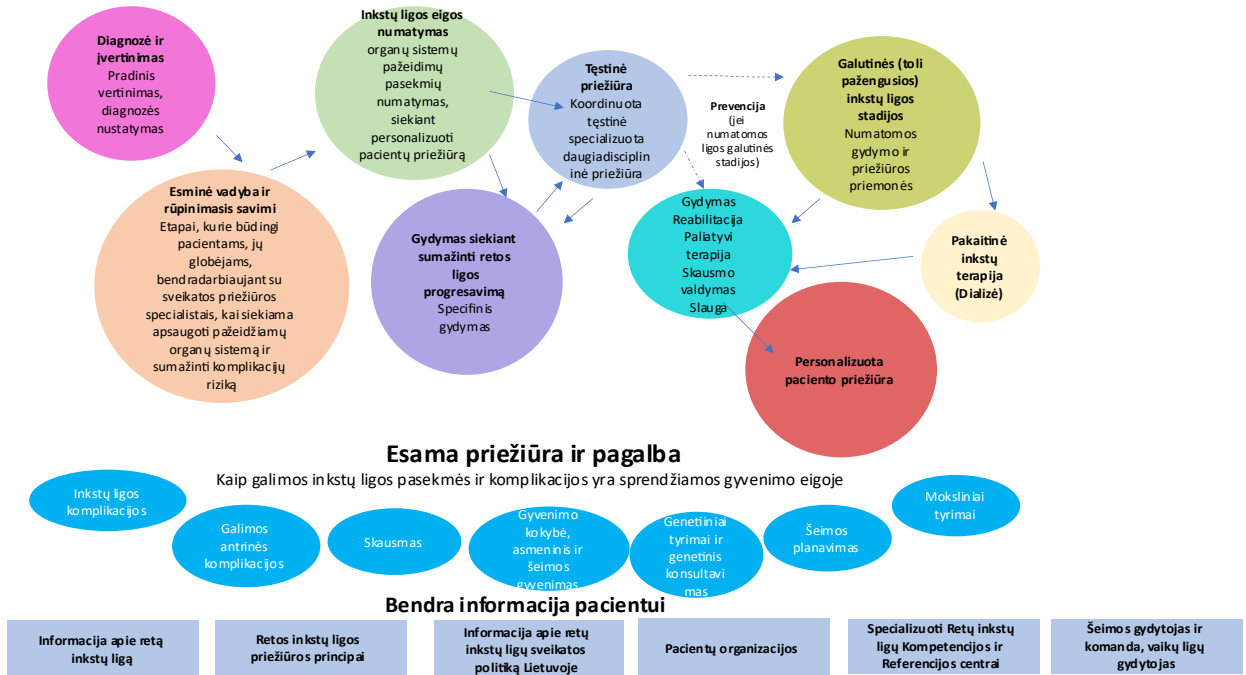 Diagnozė ir
įvertinimas
Pradinis
vertinimas,
diagnozės
nustatymas
Inkstų ligos eigos
numatymas
organų sistemų
pažeidimų
pasekmių
numatymas,
siekiant
personalizuoti
pacientų priežiūrą
Tęstinė
priežiūra
Koordinuota
tęstinė
specializuota
daugiadisciplin
inė priežiūra
Prevencija
(jei
numatomos
ligos galutinės
stadijos)
Galutinės (toli
pažengusios)
inkstų ligos
stadijos
Numatomos
gydymo ir
priežiūros
priemonės
Esminė vadyba ir
rūpinimasis savimi
Etapai, kurie būdingi
pacientams, jų
globėjams,
bendradarbiaujant su
sveikatos priežiūros
specialistais, kai siekiama
apsaugoti pažeidžiamų
organų sistemą ir
sumažinti komplikacijų
riziką
Gydymas siekiant
sumažinti retos
ligos
progresavimą
Specifinis
gydymas
Gydymas
Reabilitacija
Paliatyvi
terapija
Skausmo
valdymas
Slauga
Pakaitinė
inkstų
terapija
(Dializė)
Personalizuota
paciento priežiūra
Esama priežiūra ir pagalba
Kaip galimos inkstų ligos pasekmės ir komplikacijos yra sprendžiamos gyvenimo eigoje
Inkstų ligos
komplikacijos
Galimos
antrinės
komplikacijos
Skausmas
Gyvenimo
kokybė,
asmeninis ir
šeimos
gyvenimas
Genetiiniai
tyrimai ir
genetinis
konsultavi
mas
Šeimos
planavimas
Moksliniai
tyrimai
Bendra informacija pacientui
Informacija apie retą
inkstų ligą
Retos inkstų ligos
priežiūros principai
Informacija apie retų
inkstų ligų sveikatos
politiką Lietuvoje
Pacientų organizacijos
Specializuoti Retų inkstų
ligų Kompetencijos ir
Referencijos centrai
Šeimos gydytojas ir
komanda, vaikų ligų
gydytojas